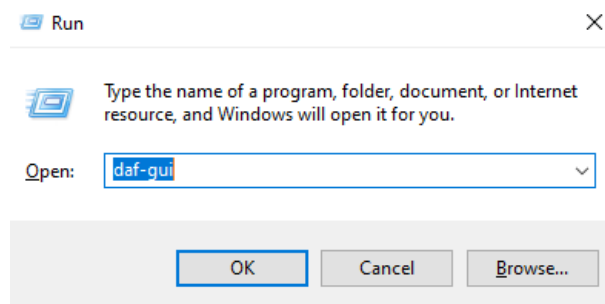 Run
Type the name of a program, folder, document, or Internet
resource, and Windows will open it for you.
Open:
daf-gui
OK
Cancel
Browse...